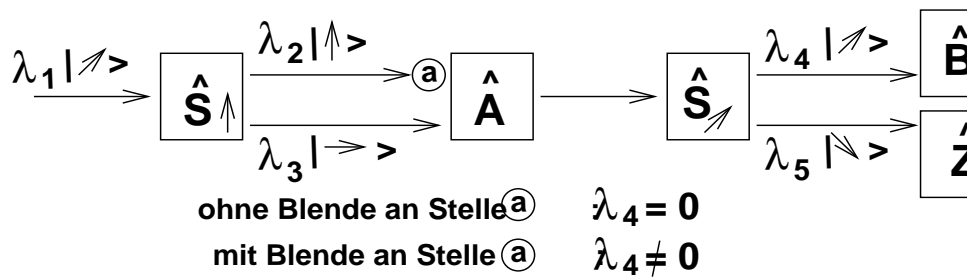 λ1 |↗> λ2 |↑> λ4 |↗> B̂
Ŝ↑ ⓐ Â Ŝ↗
λ3 |→> λ5 |↘> Ẑ
ohne Blende an Stelle ⓐ λ4 = 0
mit Blende an Stelle ⓐ λ4 ≠ 0